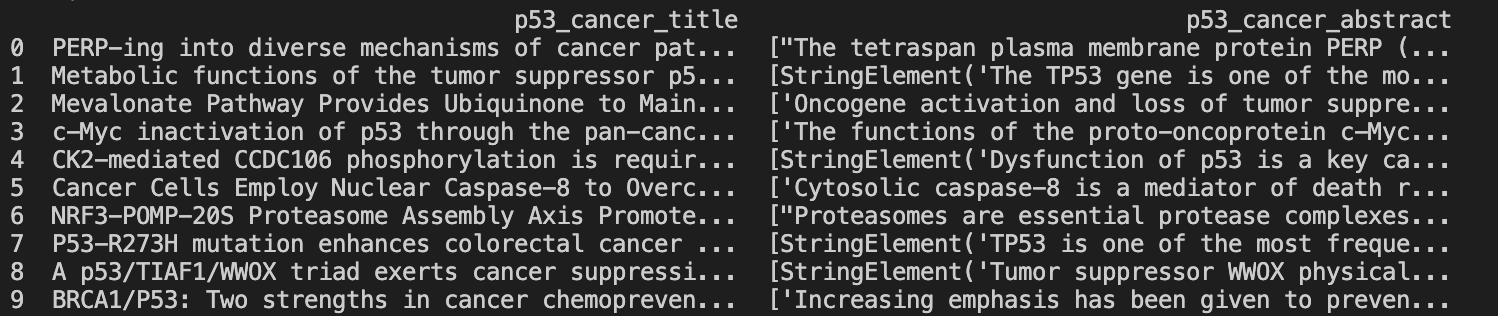 p53_cancer_title p53_cancer_abstract
0 PERP-ing into diverse mechanisms of cancer pat... ["The tetraspan plasma membrane protein PERP (...
1 Metabolic functions of the tumor suppressor p5... [StringElement('The TP53 gene is one of the mo...
2 Mevalonate Pathway Provides Ubiquinone to Main... ['Oncogene activation and loss of tumor suppre...
3 c-Myc inactivation of p53 through the pan-canc... ['The functions of the proto-oncoprotein c-Myc...
4 CK2-mediated CCDC106 phosphorylation is requir... [StringElement('Dysfunction of p53 is a key ca...
5 Cancer Cells Employ Nuclear Caspase-8 to Overc... ['Cytosolic caspase-8 is a mediator of death r...
6 NRF3-POMP-20S Proteasome Assembly Axis Promote... ["Proteasomes are essential protease complexes...
7 P53-R273H mutation enhances colorectal cancer ... [StringElement('TP53 is one of the most freque...
8 A p53/TIAF1/WWOX triad exerts cancer suppressi... [StringElement('Tumor suppressor WWOX physical...
9 BRCA1/P53: Two strengths in cancer chemopreven... ['Increasing emphasis has been given to preven...